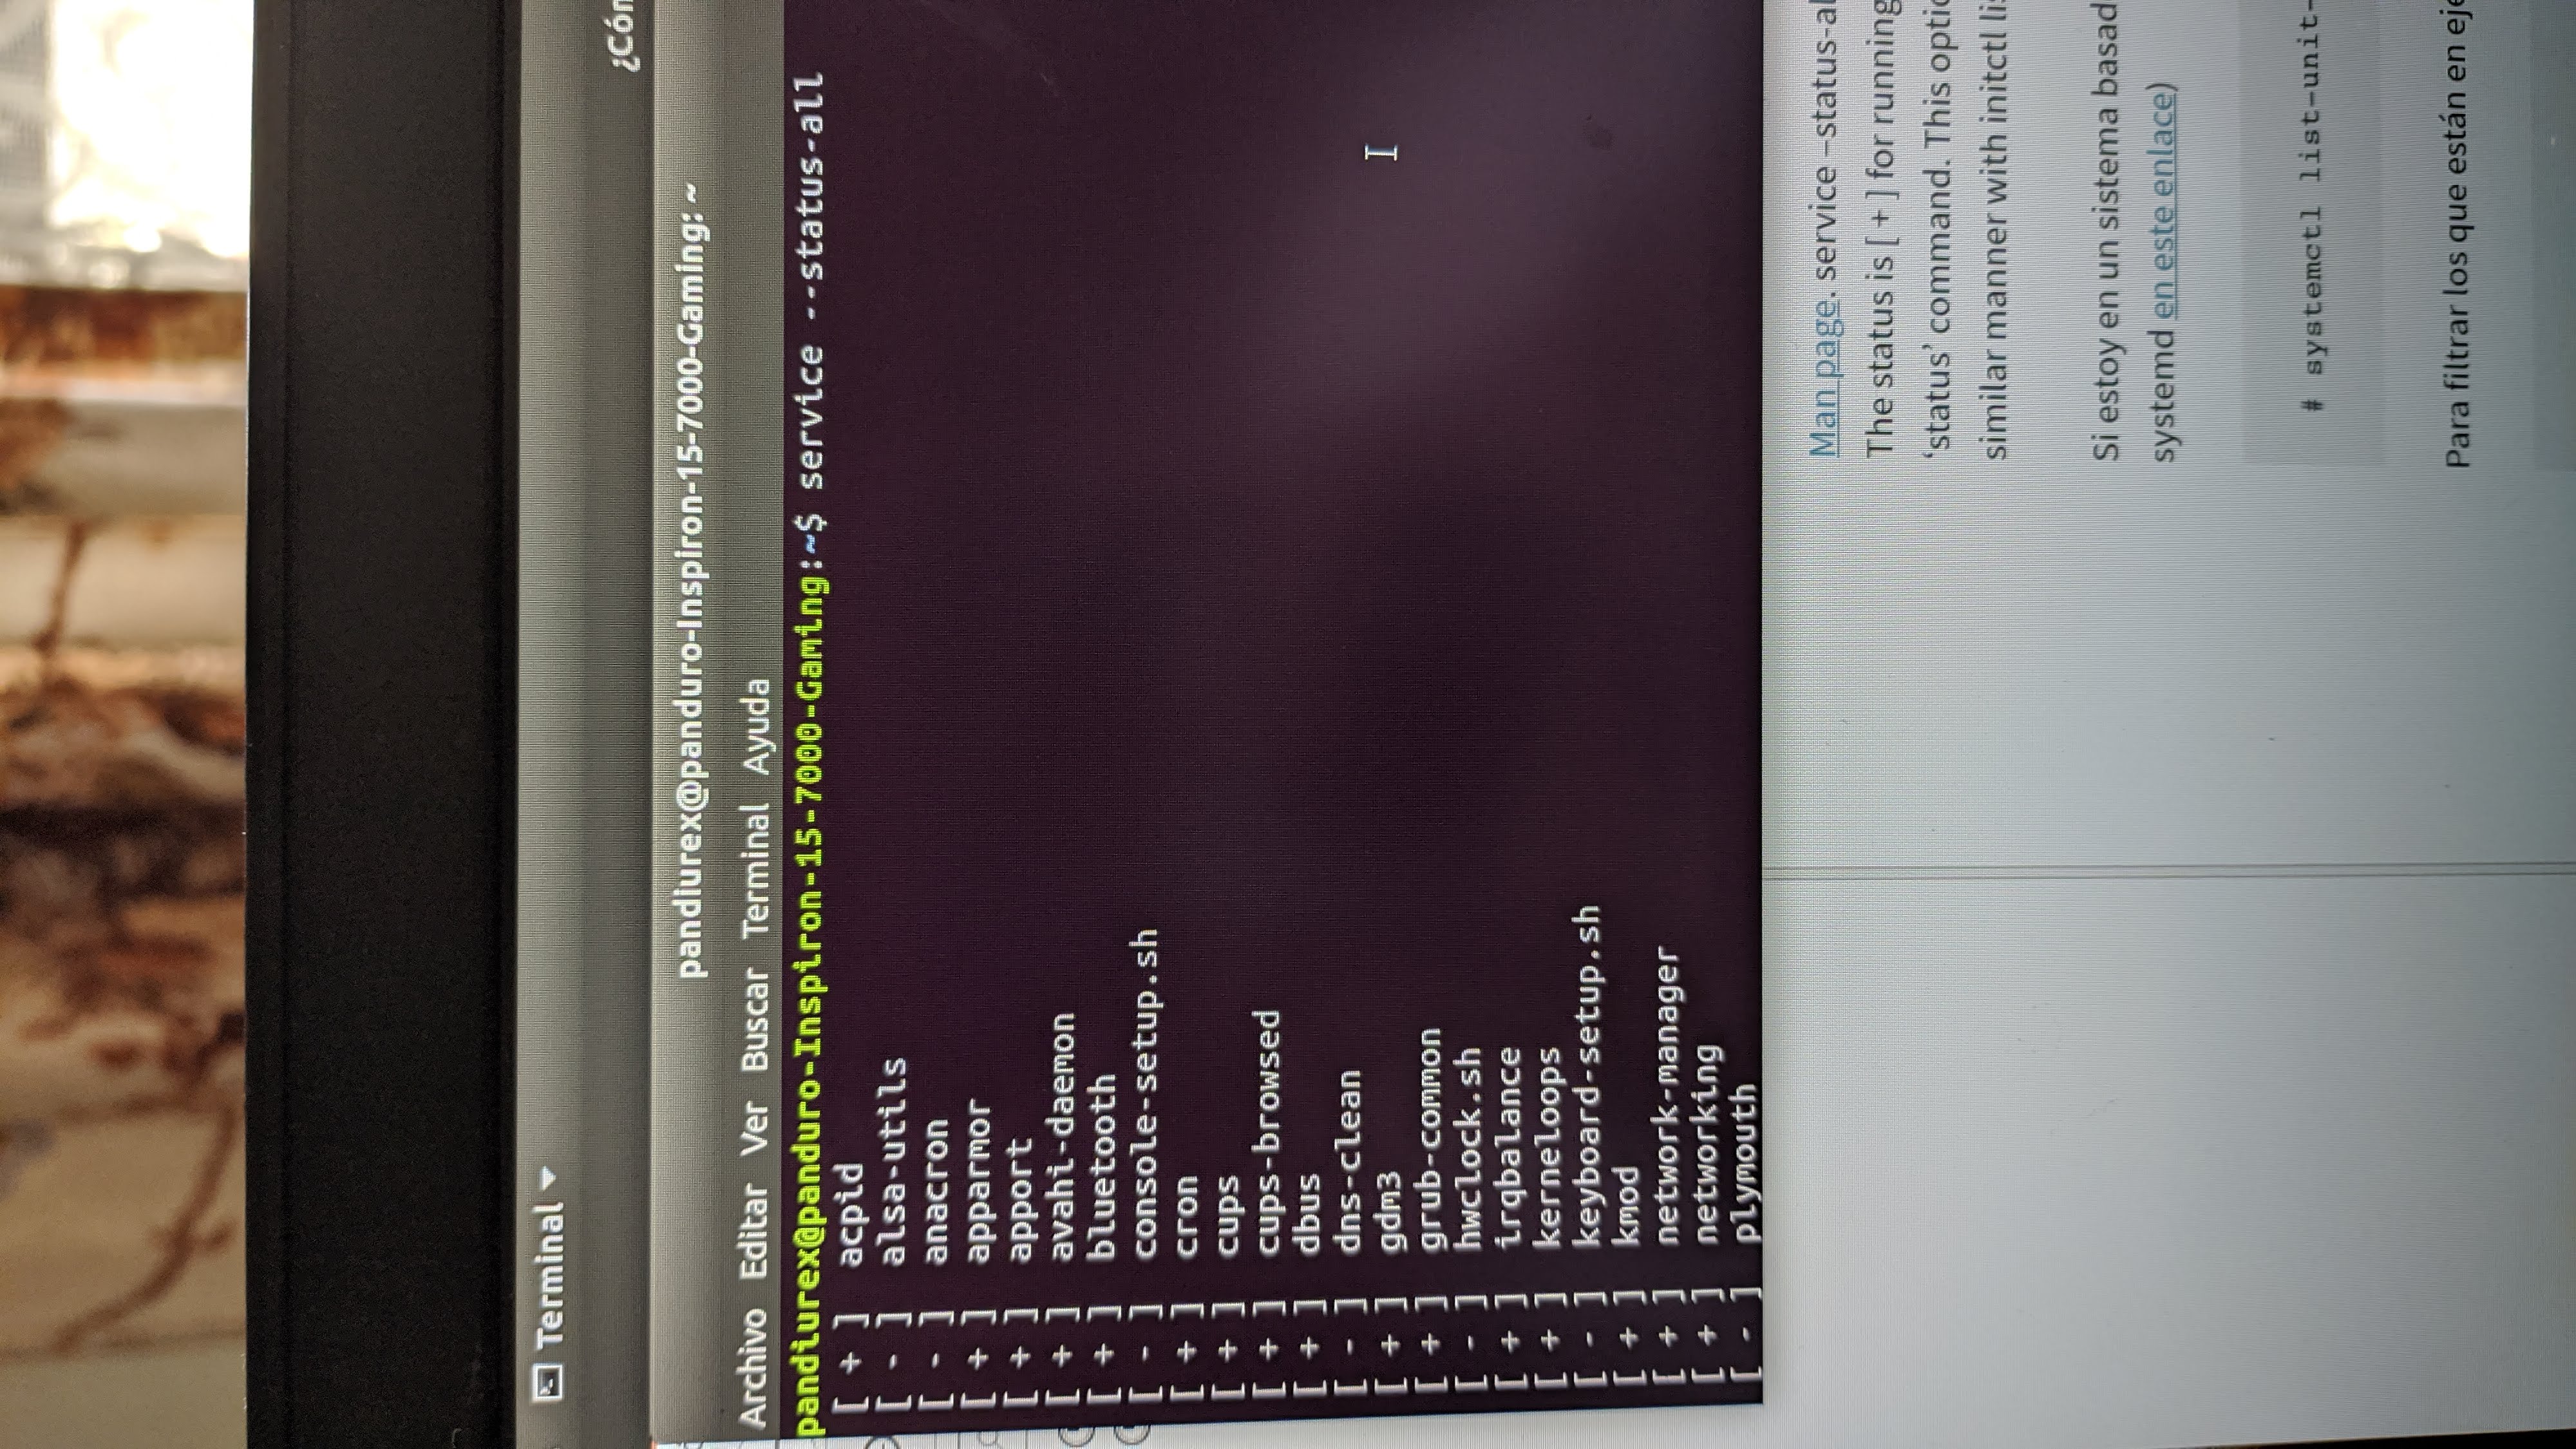 Terminal
¿Cóm
pandiurex@panduro-Inspiron-15-7000-Gaming: ~
Archivo Editar Ver Buscar Terminal Ayuda
pandiurex@panduro-Inspiron-15-7000-Gaming:~$ service --status-all
[ + ] acpid
[ - ] alsa-utils
[ - ] anacron
[ + ] apparmor
[ + ] apport
[ + ] avahi-daemon
[ + ] bluetooth
[ - ] console-setup.sh
[ + ] cron
[ + ] cups
[ + ] cups-browsed
[ + ] dbus
[ - ] dns-clean
[ + ] gdm3
[ + ] grub-common
[ - ] hwclock.sh
[ + ] irqbalance
[ + ] kerneloops
[ - ] keyboard-setup.sh
[ + ] kmod
[ + ] network-manager
[ + ] networking
[ - ] plymouth
Man page. service –status-al
The status is [ + ] for running
‘status’ command. This optio
similar manner with initctl lis
Si estoy en un sistema basad
systemd en este enlace)
# systemctl list-unit-
Para filtrar los que están en eje